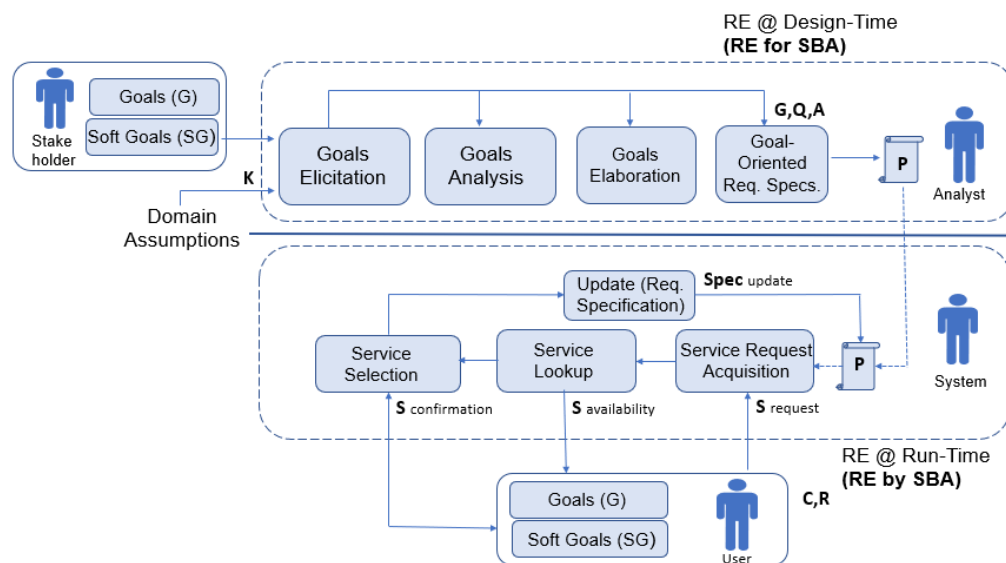 RE @ Design-Time
(RE for SBA)
Goals (G)
Soft Goals (SG)
Stake
holder
G,Q,A
Goals
Elicitation
Goals
Analysis
Goals
Elaboration
Goal-
Oriented
Req. Specs.
P
Analyst
K
Domain
Assumptions
Update (Req.
Specification)
Spec update
Service
Selection
Service
Lookup
Service Request
Acquisition
P
System
S confirmation
S availability
S request
RE @ Run-Time
(RE by SBA)
Goals (G)
Soft Goals (SG)
User
C,R